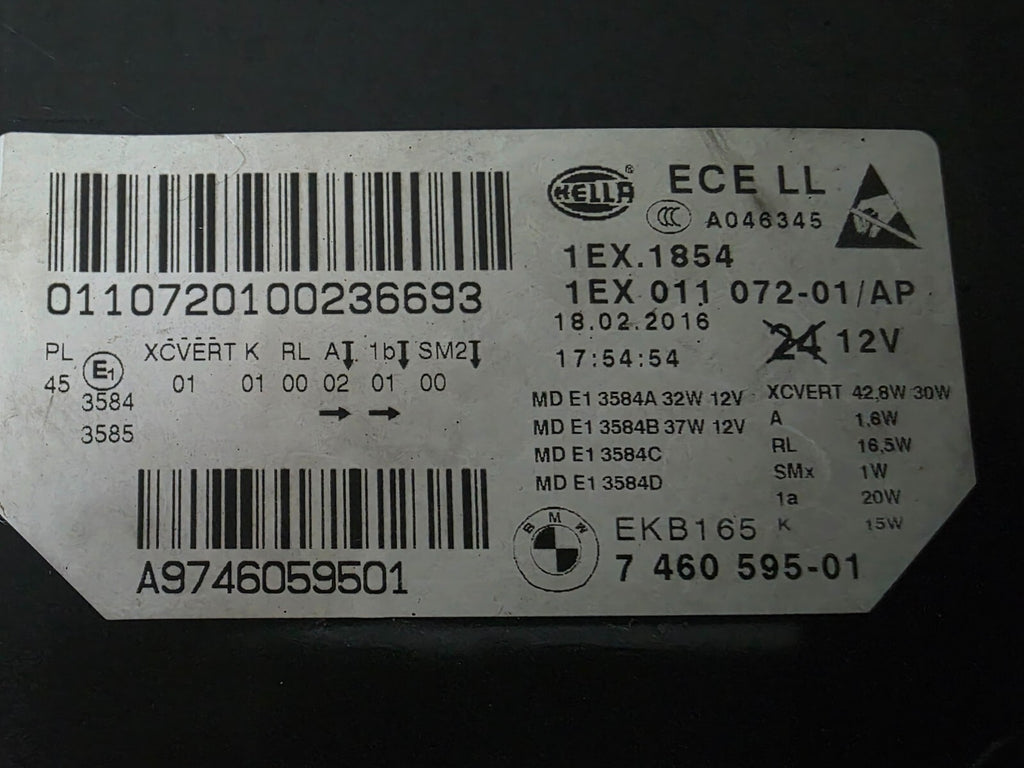 0110720100236693
PL XCVERT K RL A 1b SM2
45 E1 01 01 00 02 01 00
3584
3585
A9746059501
HELLA® ECE LL
CCC A046345
1EX.1854
1EX 011 072-01/AP
18.02.2016
17:54:54
24 12V
MD E1 3584A 32W 12V
MD E1 3584B 37W 12V
MD E1 3584C
MD E1 3584D
XCVERT 42,8W 30W
A 1,6W
RL 16,5W
SMx 1W
1a 20W
K 15W
BMW
EKB165
7 460 595-01